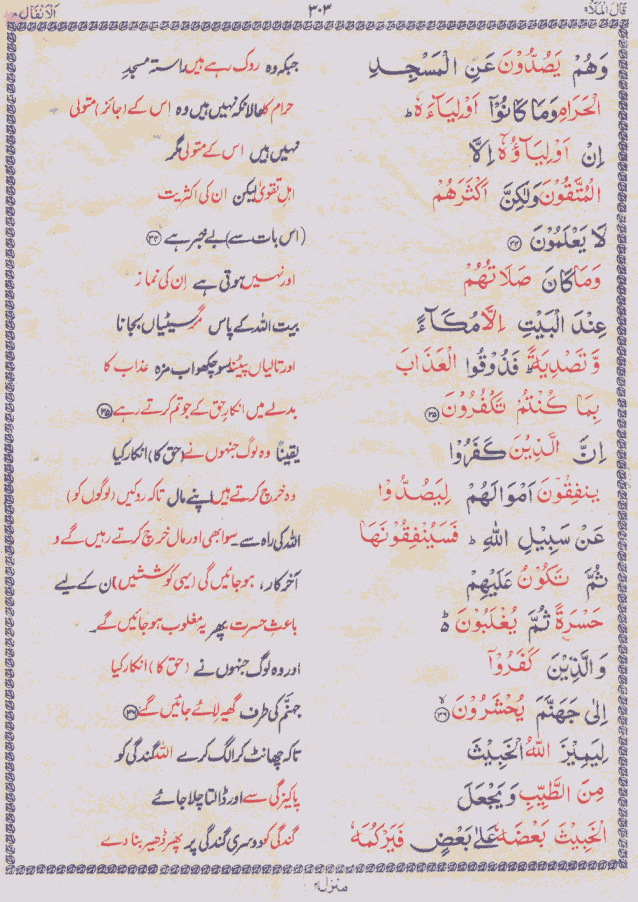 قَالَ الْمَلَاُ ٩ ٣٠٣ اَلْاَنْفَال ٨
وَهُمْ يَصُدُّوْنَ عَنِ الْمَسْجِدِ جبکہ وہ روک رہے ہیں راستہ مسجدِ
الْحَرَامِ وَمَا كَانُوْٓا اَوْلِيَآءَهٗ ؕ حرام کا حالانکہ نہیں ہیں وہ اِس کے (جائز) متولی
اِنْ اَوْلِيَآؤُهٗٓ اِلَّا نہیں ہیں اس کے متولی مگر
الْمُتَّقُوْنَ وَلٰكِنَّ اَكْثَرَهُمْ اہلِ تقویٰ لیکن ان کی اکثریت
لَا يَعْلَمُوْنَ ﴿٣٤﴾ (اس بات سے) بے خبر ہے ﴿٣٤﴾
وَمَا كَانَ صَلَاتُهُمْ اور نہیں ہوتی ہے اِن کی نماز
عِنْدَ الْبَيْتِ اِلَّا مُكَآءً بیت اللہ کے پاس مگر سیٹیاں بجانا
وَّتَصْدِيَةً ؕ فَذُوْقُوا الْعَذَابَ اور تالیاں پیٹنا سو چکھو اب مزہ عذاب کا
بِمَا كُنْتُمْ تَكْفُرُوْنَ ﴿٣٥﴾ بدلے میں انکارِ حق کے جو تم کرتے رہے ﴿٣٥﴾
اِنَّ الَّذِيْنَ كَفَرُوْا یقیناً وہ لوگ جنہوں نے (حق کا) انکار کیا
يُنْفِقُوْنَ اَمْوَالَهُمْ لِيَصُدُّوْا وہ خرچ کرتے ہیں اپنے مال تاکہ روکیں (لوگوں کو)
عَنْ سَبِيْلِ اللّٰهِ ؕ فَسَيُنْفِقُوْنَهَا اللہ کی راہ سے سو ابھی اور مال خرچ کرتے رہیں گے و
ثُمَّ تَكُوْنُ عَلَيْهِمْ آخر کار، ہو جائیں گی (یہی کوششیں) ان کے لیے
حَسْرَةً ثُمَّ يُغْلَبُوْنَ ؕ باعثِ حسرت پھر یہ مغلوب ہو جائیں گے۔
وَالَّذِيْنَ كَفَرُوْٓا اور وہ لوگ جنہوں نے (حق کا) انکار کیا
اِلٰى جَهَنَّمَ يُحْشَرُوْنَ ﴿٣٦﴾ جہنّم کی طرف گھیر لائے جائیں گے ﴿٣٦﴾
لِيَمِيْزَ اللّٰهُ الْخَبِيْثَ تاکہ چھانٹ کر الگ کرے اللہ گندگی کو
مِنَ الطَّيِّبِ وَيَجْعَلَ پاکیزگی سے اور ڈالتا چلا جائے
الْخَبِيْثَ بَعْضَهٗ عَلٰى بَعْضٍ فَيَرْكُمَهٗ گندگی کو دوسری گندگی پر پھر ڈھیر بنا دے
منزل ٢